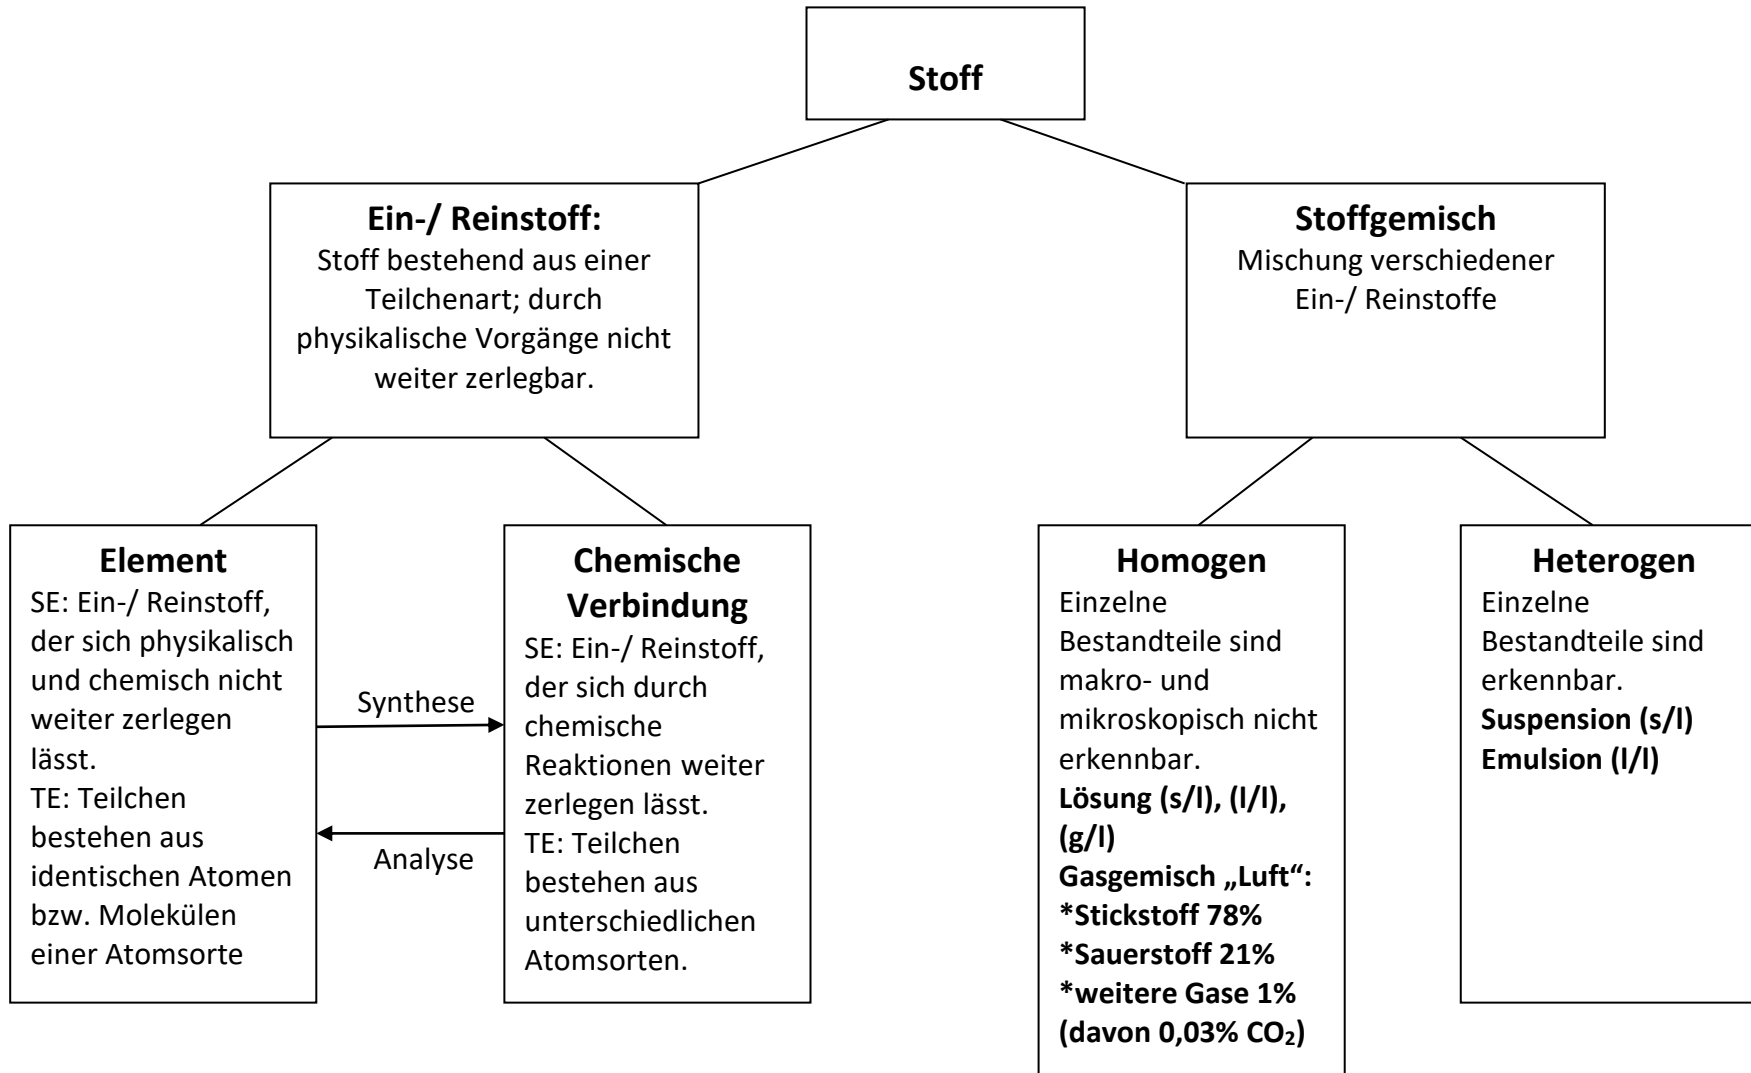 Stoff
Ein-/ Reinstoff:
Stoff bestehend aus einer
Teilchenart; durch
physikalische Vorgänge nicht
weiter zerlegbar.
Stoffgemisch
Mischung verschiedener
Ein-/ Reinstoffe
Element
SE: Ein-/ Reinstoff,
der sich physikalisch
und chemisch nicht
weiter zerlegen
lässt.
TE: Teilchen
bestehen aus
identischen Atomen
bzw. Molekülen
einer Atomsorte
Synthese
Analyse
Chemische
Verbindung
SE: Ein-/ Reinstoff,
der sich durch
chemische
Reaktionen weiter
zerlegen lässt.
TE: Teilchen
bestehen aus
unterschiedlichen
Atomsorten.
Homogen
Einzelne
Bestandteile sind
makro- und
mikroskopisch nicht
erkennbar.
Lösung (s/l), (l/l),
(g/l)
Gasgemisch „Luft“:
*Stickstoff 78%
*Sauerstoff 21%
*weitere Gase 1%
(davon 0,03% CO₂)
Heterogen
Einzelne
Bestandteile sind
erkennbar.
Suspension (s/l)
Emulsion (l/l)